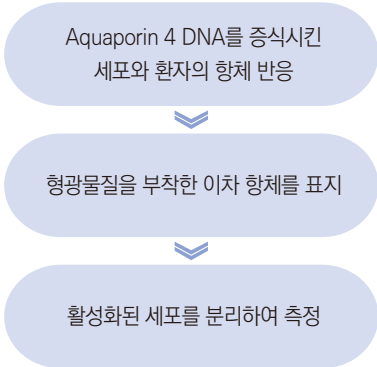 Aquaporin 4 DNA를 증식시킨
세포와 환자의 항체 반응
형광물질을 부착한 이차 항체를 표지
활성화된 세포를 분리하여 측정